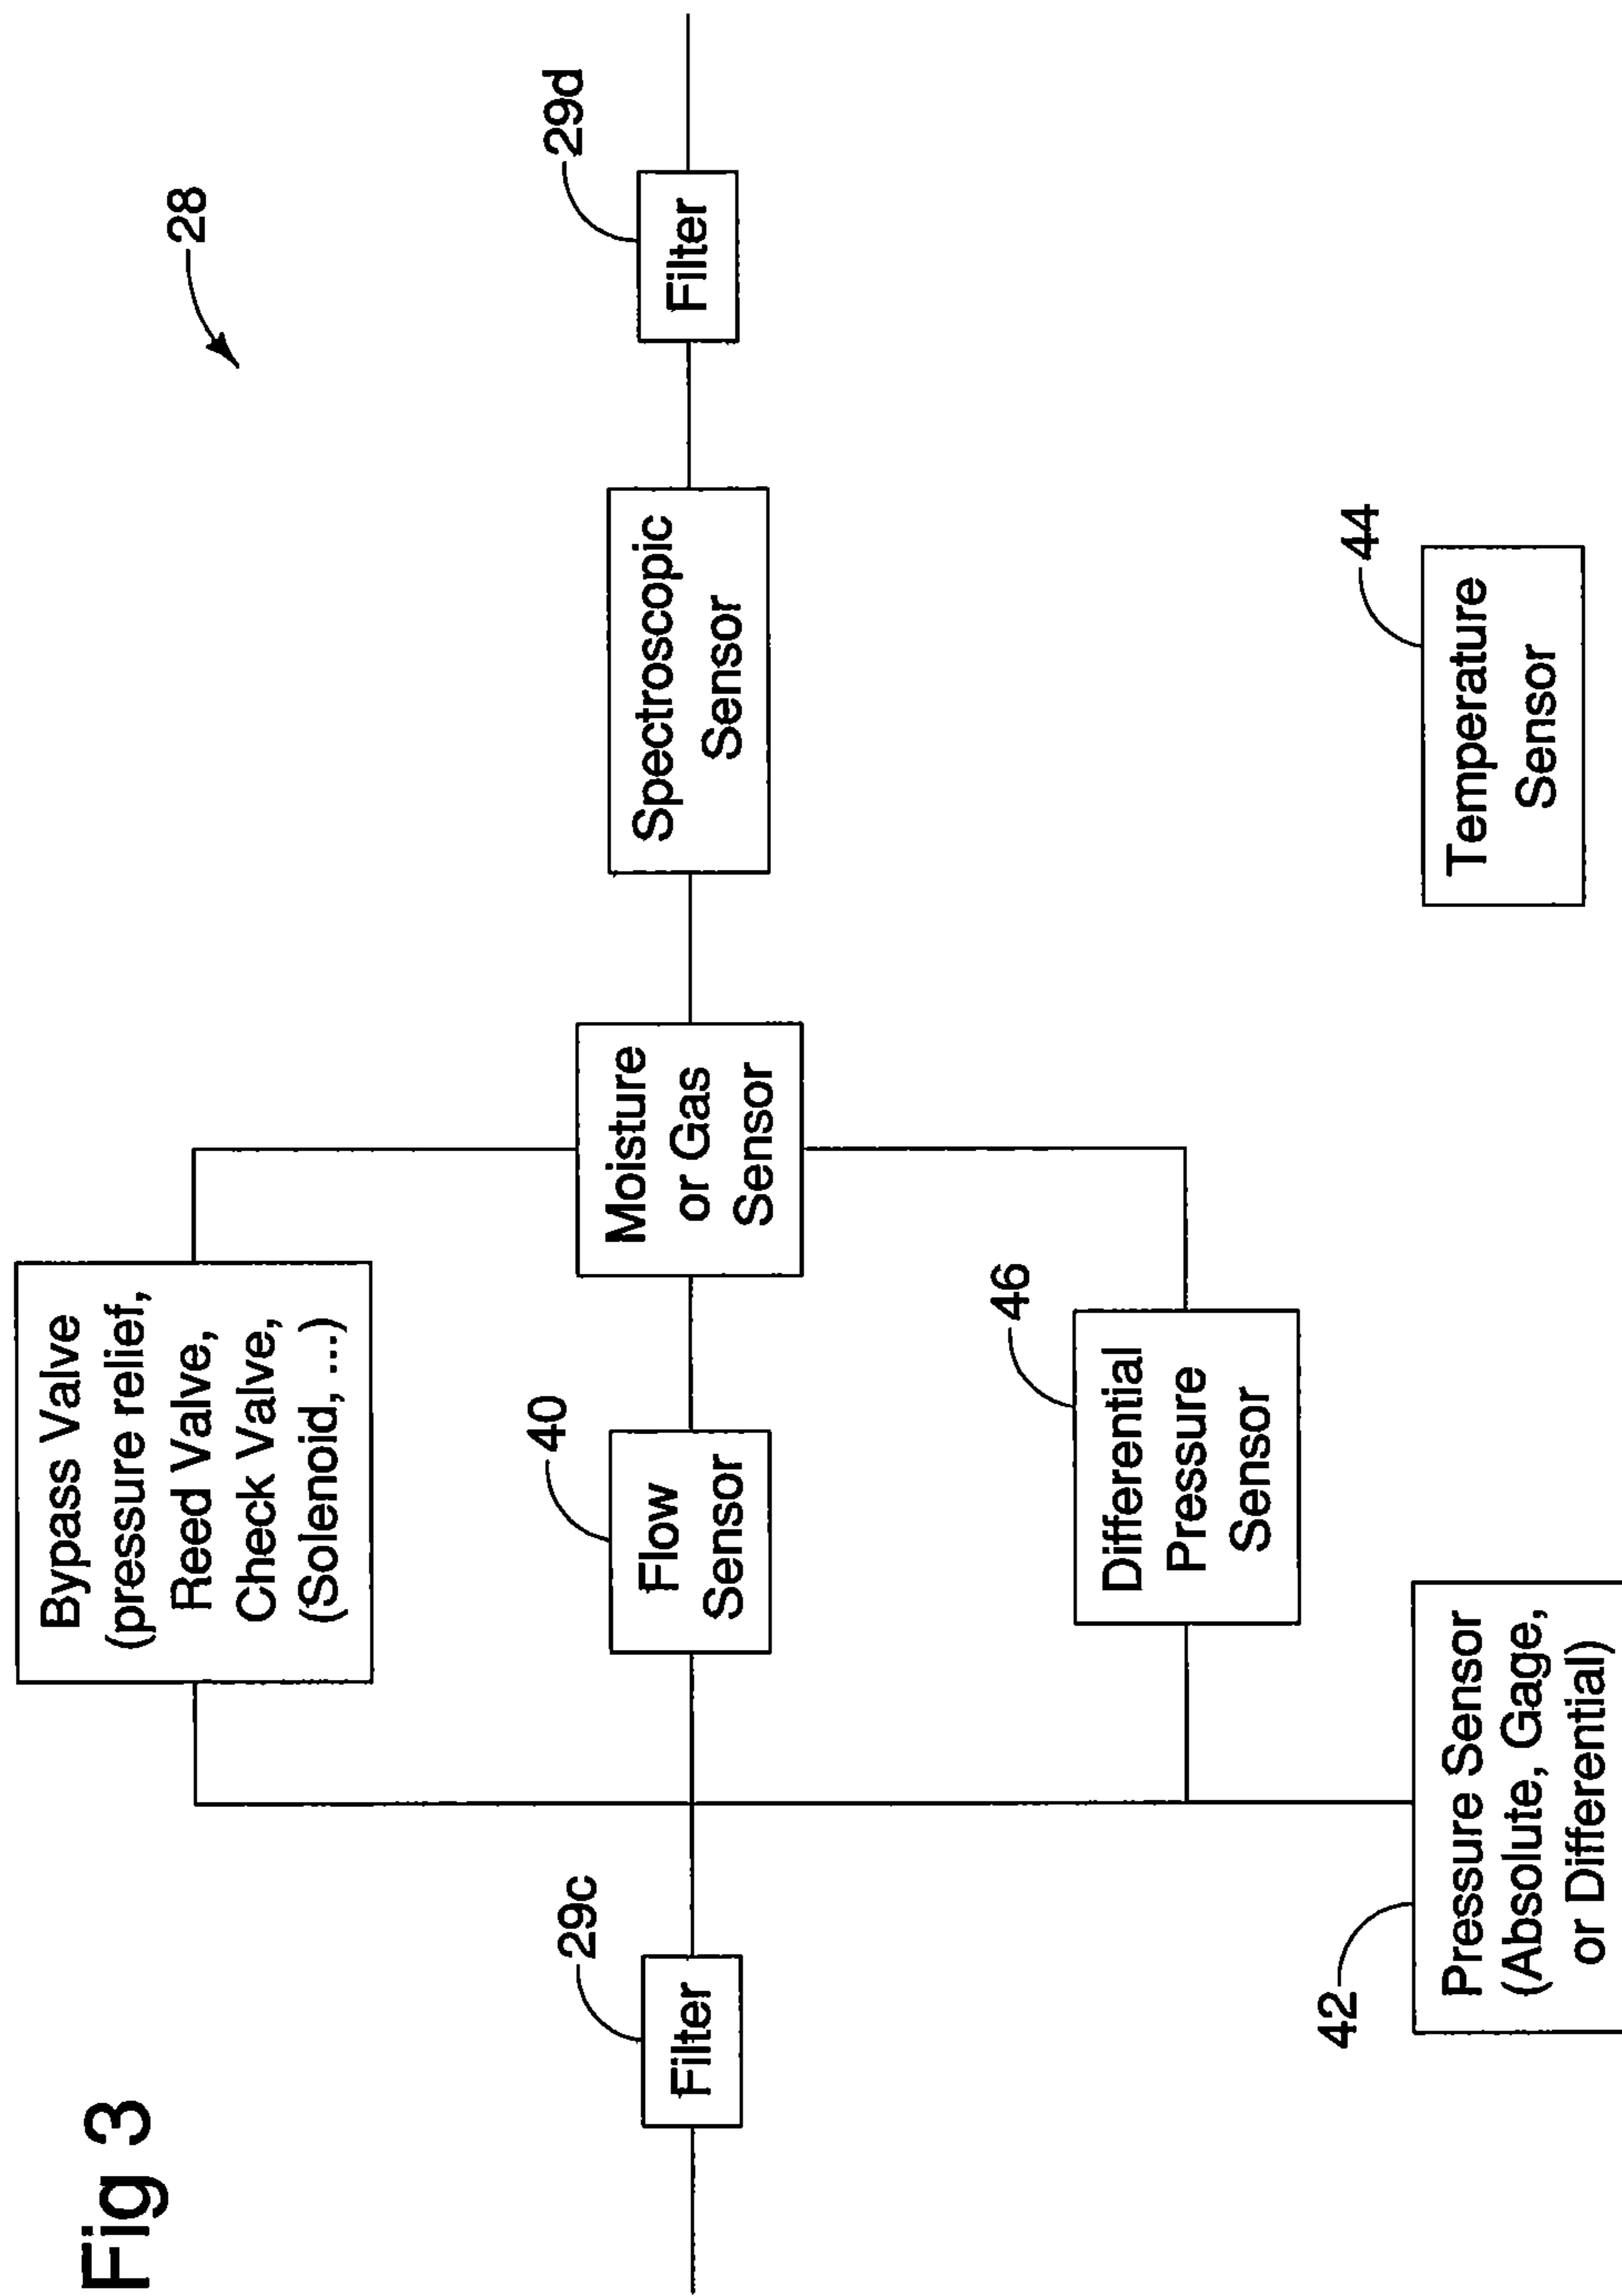 Fig 3
28
Bypass Valve
(pressure relief,
Reed Valve,
Check Valve,
(Solenoid, ...)
29c
Filter
40
Flow
Sensor
Moisture
or Gas
Sensor
Spectroscopic
Sensor
29d
Filter
46
Differential
Pressure
Sensor
42
Pressure Sensor
(Absolute, Gage,
or Differential)
44
Temperature
Sensor